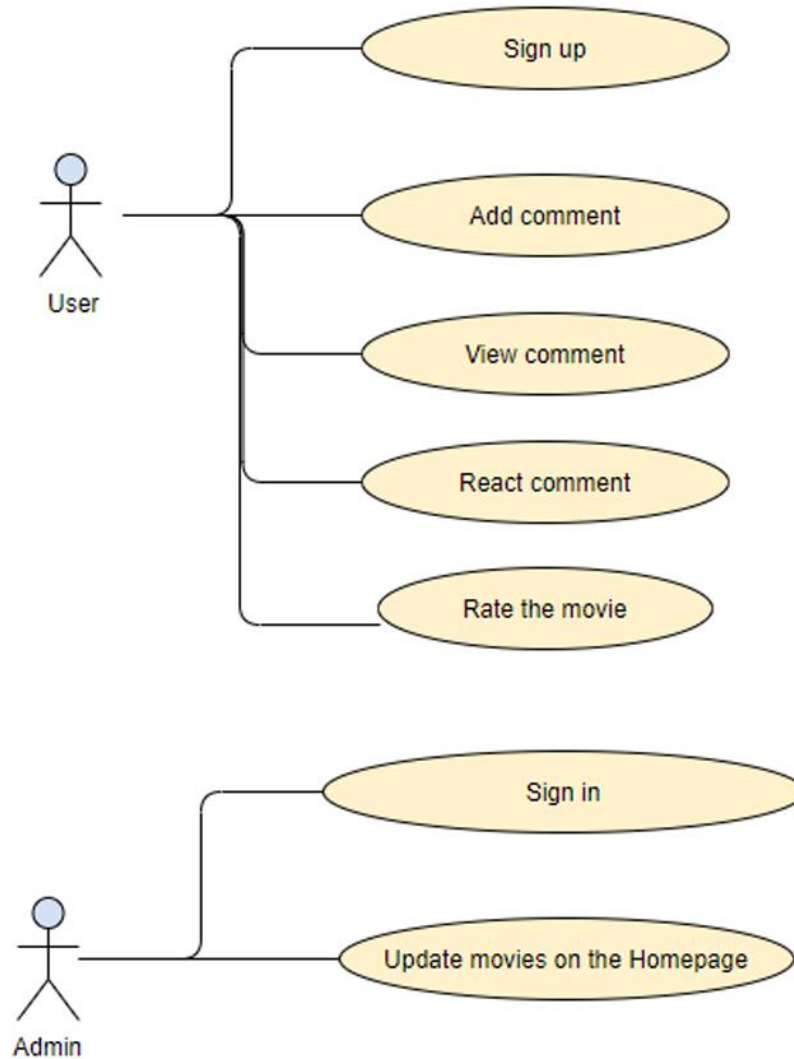 Sign up
Add comment
User
View comment
React comment
Rate the movie
Sign in
Update movies on the Homepage
Admin